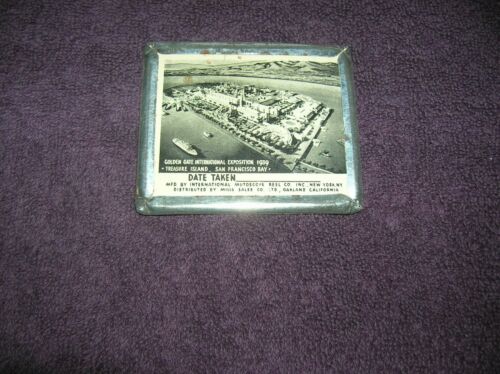 GOLDEN GATE INTERNATIONAL EXPOSITION 1939
• TREASURE ISLAND . SAN FRANCISCO BAY •
DATE TAKEN
MFD BY INTERNATIONAL MUTOSCOPE REEL CO. INC., NEW YORK, NY.
DISTRIBUTED BY MILLS SALES CO. LTD., OAKLAND CALIFORNIA